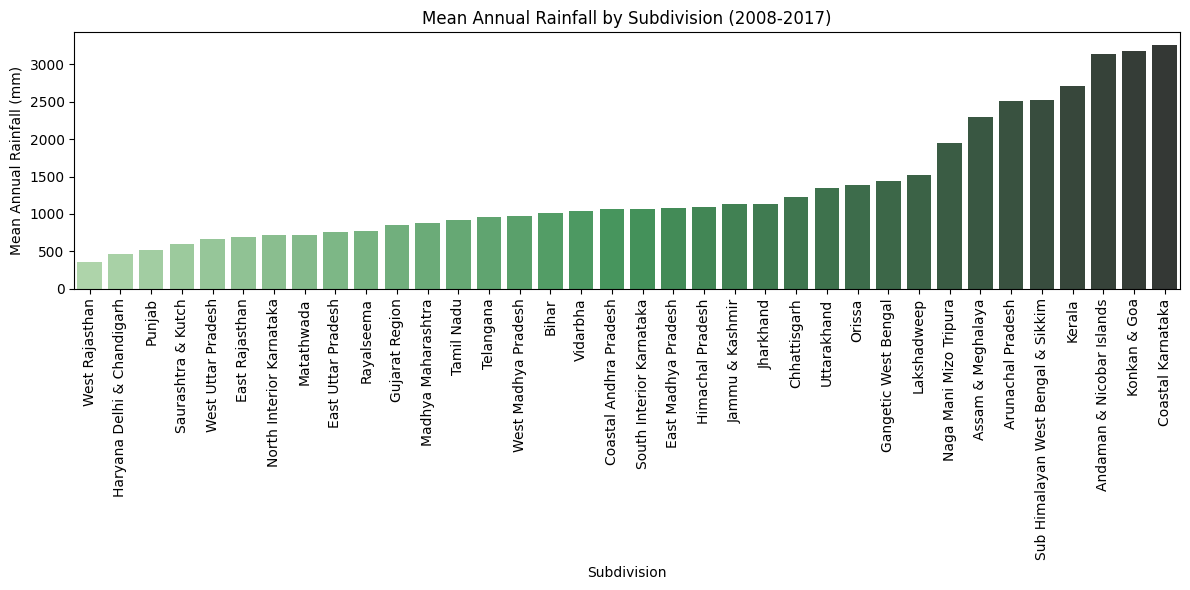 Mean Annual Rainfall by Subdivision (2008-2017)
Mean Annual Rainfall (mm)
3000
2500
2000
1500
1000
500
0
West Rajasthan
Haryana Delhi & Chandigarh
Punjab
Saurashtra & Kutch
West Uttar Pradesh
East Rajasthan
North Interior Karnataka
Matathwada
East Uttar Pradesh
Rayalseema
Gujarat Region
Madhya Maharashtra
Tamil Nadu
Telangana
West Madhya Pradesh
Bihar
Vidarbha
Coastal Andhra Pradesh
South Interior Karnataka
East Madhya Pradesh
Himachal Pradesh
Jammu & Kashmir
Jharkhand
Chhattisgarh
Uttarakhand
Orissa
Gangetic West Bengal
Lakshadweep
Naga Mani Mizo Tripura
Assam & Meghalaya
Arunachal Pradesh
Sub Himalayan West Bengal & Sikkim
Kerala
Andaman & Nicobar Islands
Konkan & Goa
Coastal Karnataka
Subdivision